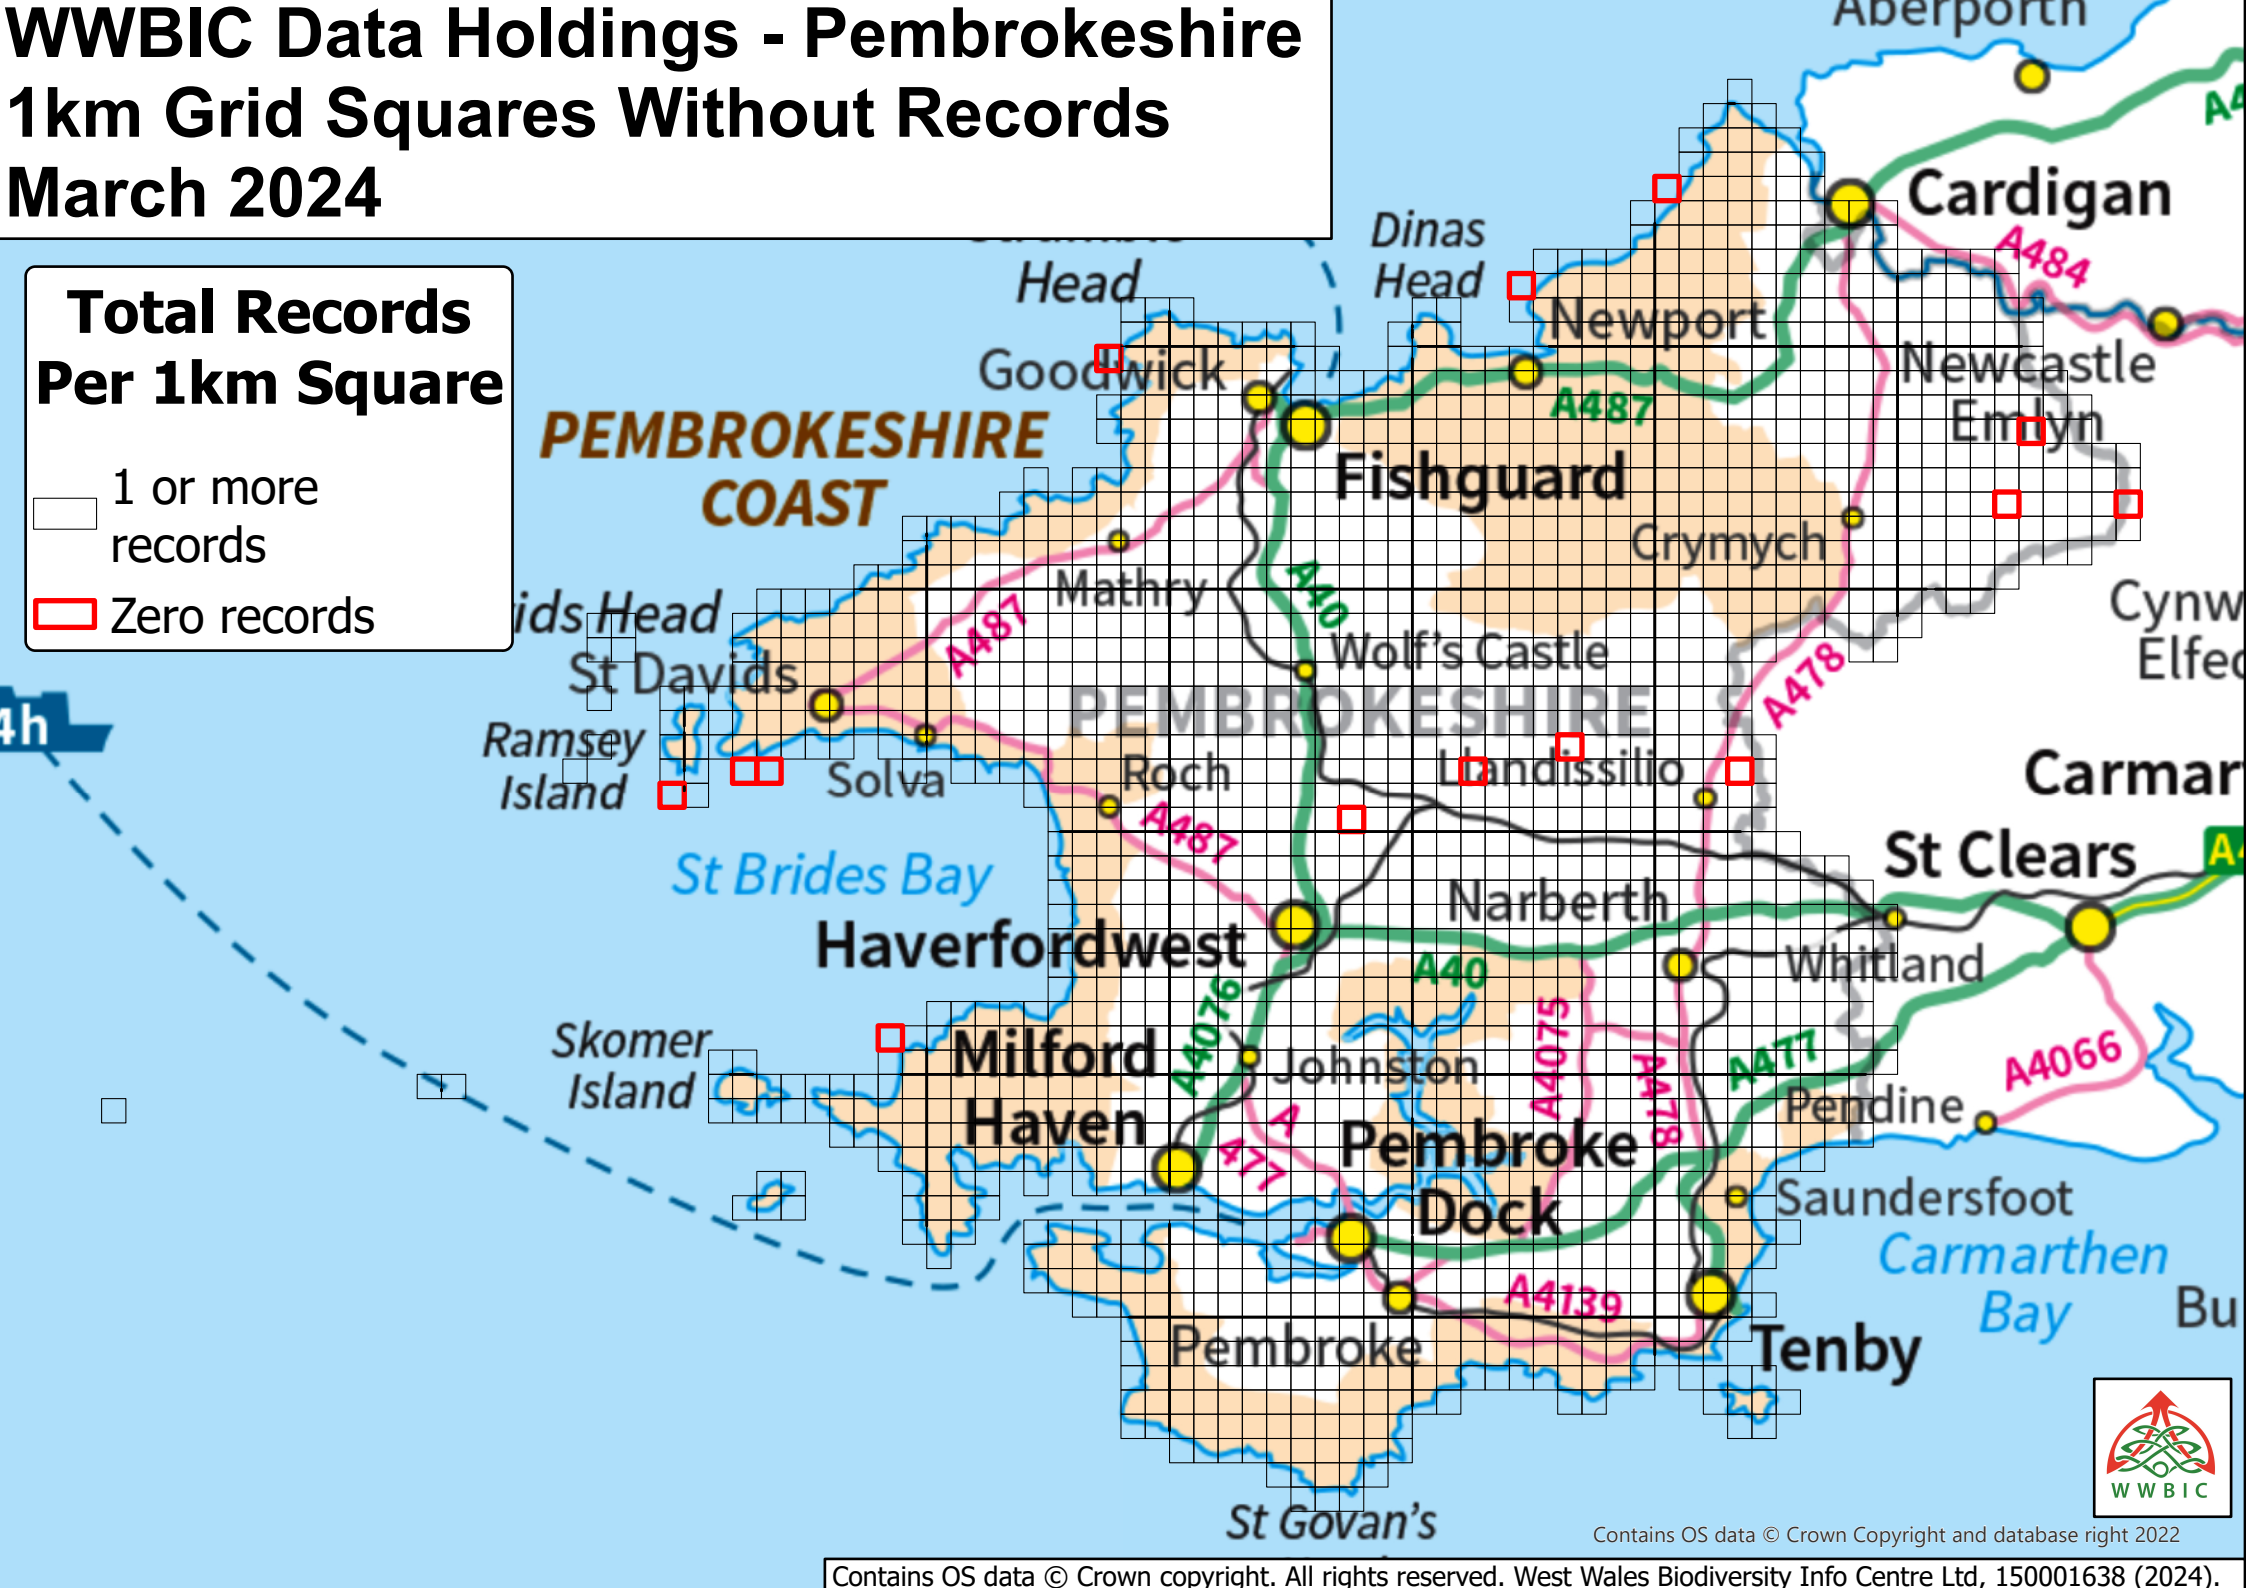 WWBIC Data Holdings - Pembrokeshire
1km Grid Squares Without Records
March 2024
Total Records
Per 1km Square
1 or more
records
Zero records
Aberporth
Cardigan
A484
Dinas
Head
Head
Newport
Newcastle
Emlyn
Goodwick
A487
PEMBROKESHIRE
COAST
Fishguard
Crymych
Mathry
A40
A487
ids Head
St Davids
Wolf's Castle
PEMBROKESHIRE
A478
Cynw
Elfed
4h
Ramsey
Island
Solva
Roch
Llandissilio
Carmar
A487
St Brides Bay
St Clears
Narberth
Haverfordwest
A40
Whitland
A4076
A4075
Skomer
Island
Milford
Haven
Johnston
A478
A477
A4066
Pendine
A
477
Pembroke
Dock
Saundersfoot
Carmarthen
Bay
Bu
A4139
Pembroke
Tenby
St Govan's
WWBIC
Contains OS data © Crown Copyright and database right 2022
Contains OS data © Crown copyright. All rights reserved. West Wales Biodiversity Info Centre Ltd, 150001638 (2024).